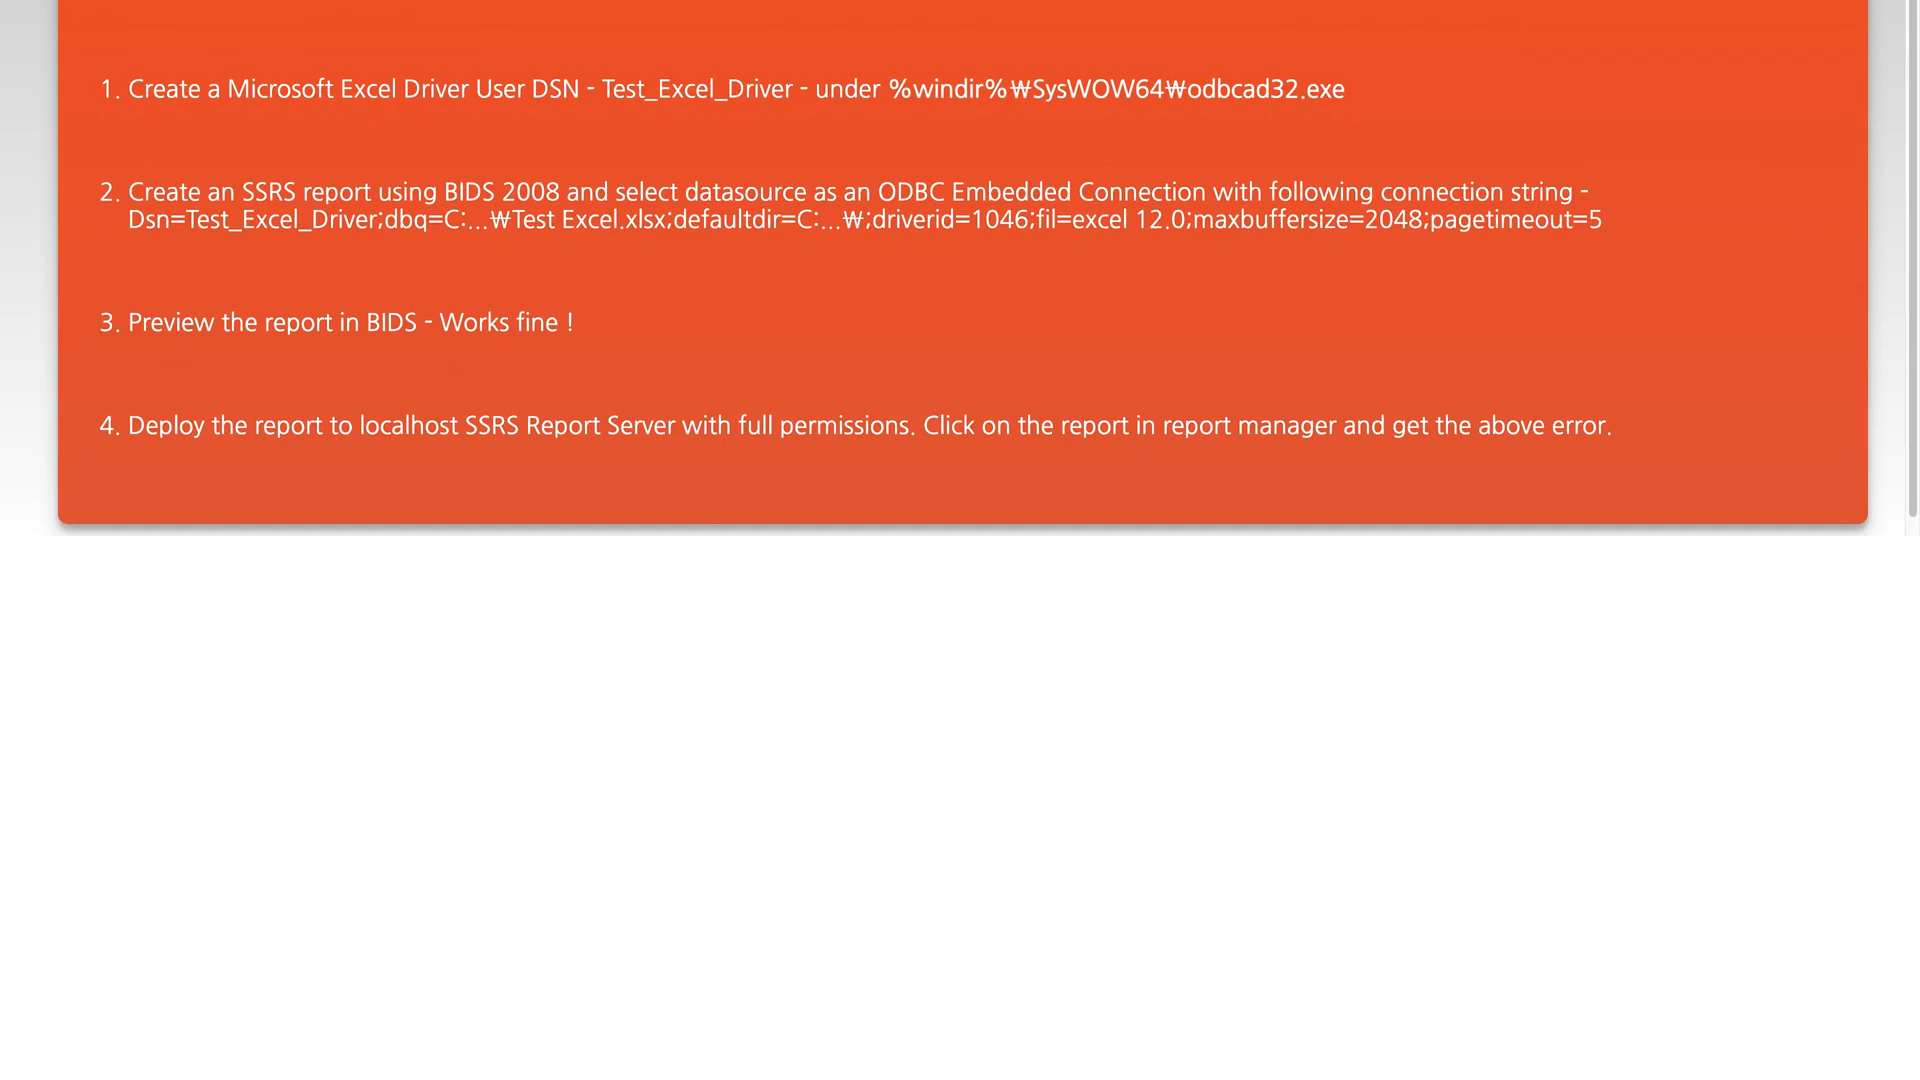 1. Create a Microsoft Excel Driver User DSN - Test_Excel_Driver - under %windir%₩SysWOW64₩odbcad32.exe
2. Create an SSRS report using BIDS 2008 and select datasource as an ODBC Embedded Connection with following connection string -
Dsn=Test_Excel_Driver;dbq=C:...₩Test Excel.xlsx;defaultdir=C:...₩;driverid=1046;fil=excel 12.0;maxbuffersize=2048;pagetimeout=5
3. Preview the report in BIDS - Works fine !
4. Deploy the report to localhost SSRS Report Server with full permissions. Click on the report in report manager and get the above error.